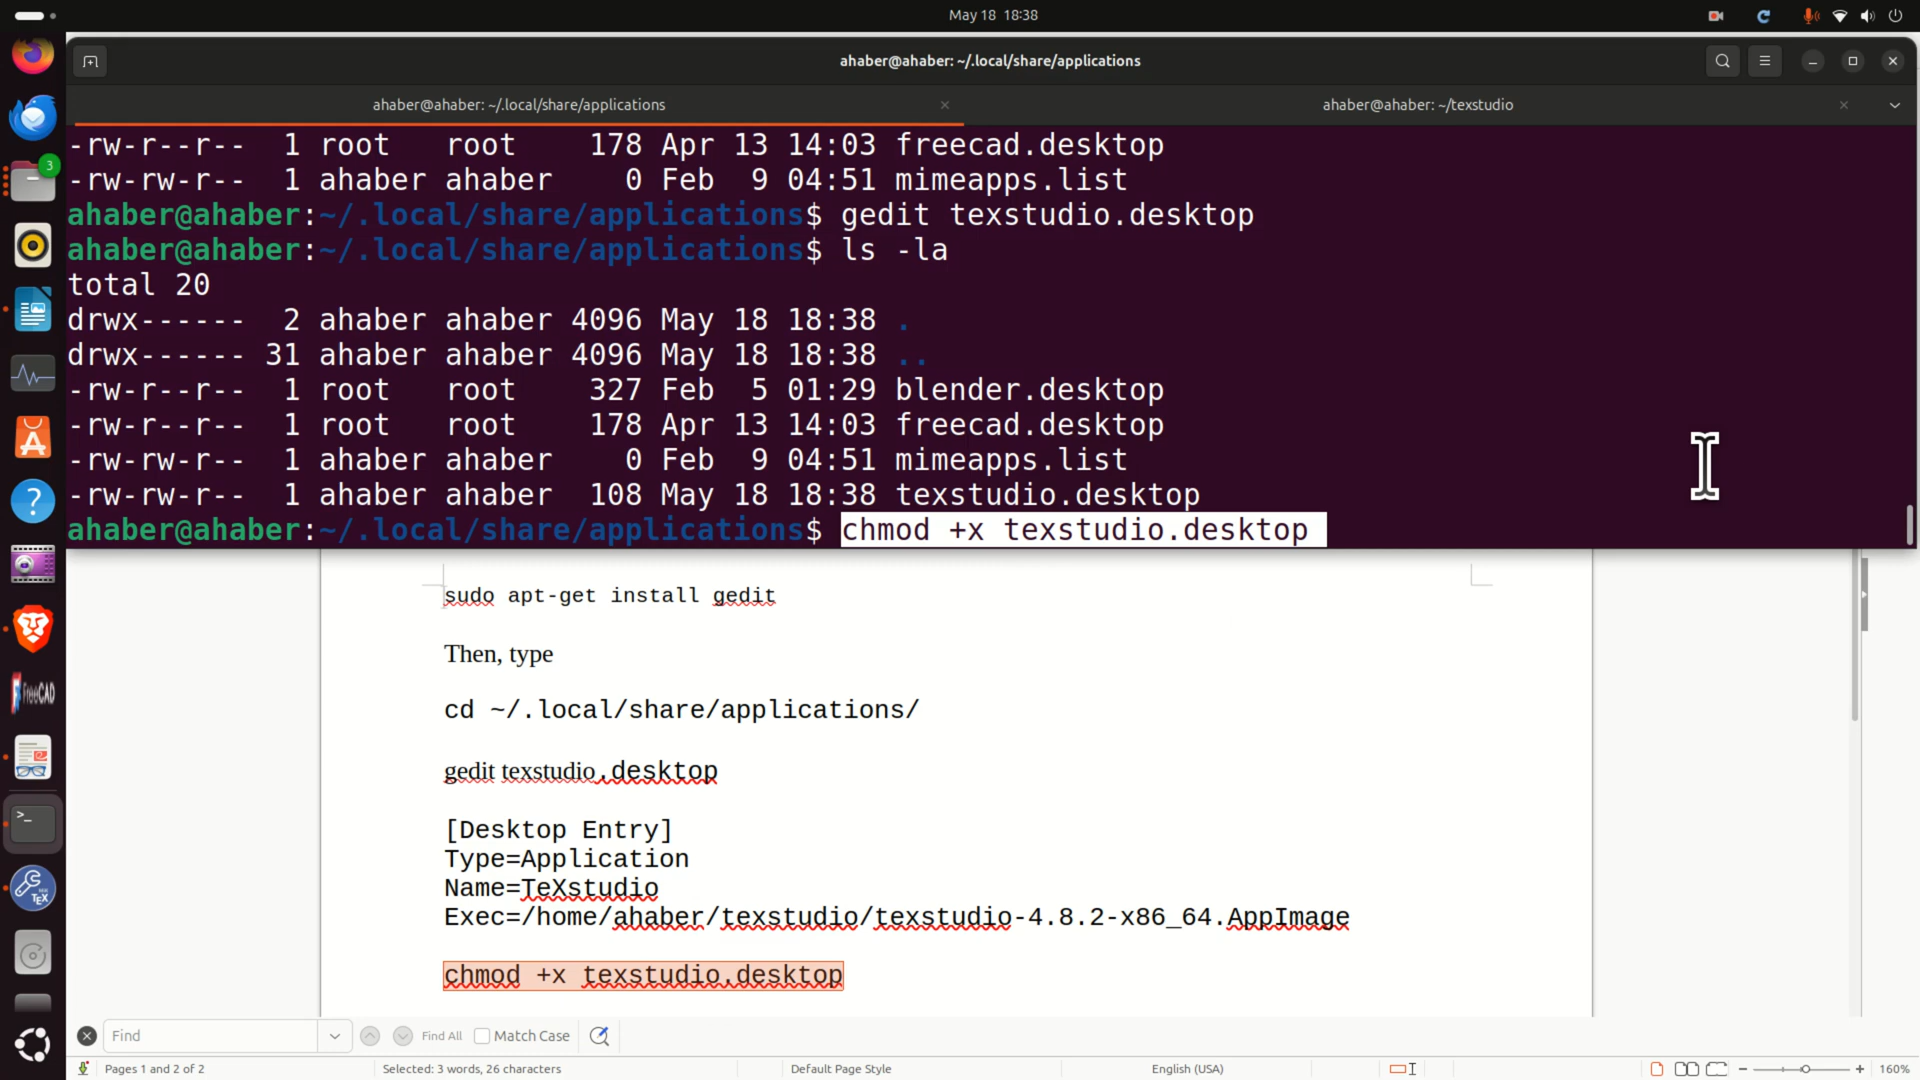 May 18 18:38
ahaber@ahaber: ~/.local/share/applications
ahaber@ahaber: ~/.local/share/applications
ahaber@ahaber: ~/texstudio
-rw-r--r-- 1 root root 178 Apr 13 14:03 freecad.desktop
-rw-rw-r-- 1 ahaber ahaber 0 Feb 9 04:51 mimeapps.list
ahaber@ahaber:~/.local/share/applications$ gedit texstudio.desktop
ahaber@ahaber:~/.local/share/applications$ ls -la
total 20
drwx------ 2 ahaber ahaber 4096 May 18 18:38 .
drwx------ 31 ahaber ahaber 4096 May 18 18:38 ..
-rw-r--r-- 1 root root 327 Feb 5 01:29 blender.desktop
-rw-r--r-- 1 root root 178 Apr 13 14:03 freecad.desktop
-rw-rw-r-- 1 ahaber ahaber 0 Feb 9 04:51 mimeapps.list
-rw-rw-r-- 1 ahaber ahaber 108 May 18 18:38 texstudio.desktop
ahaber@ahaber:~/.local/share/applications$ chmod +x texstudio.desktop
sudo apt-get install gedit
Then, type
cd ~/.local/share/applications/
gedit texstudio.desktop
[Desktop Entry]
Type=Application
Name=TeXstudio
Exec=/home/ahaber/texstudio/texstudio-4.8.2-x86_64.AppImage
chmod +x texstudio.desktop
3
FreeCAD
TEX
Find
Find All
Match Case
Pages 1 and 2 of 2
Selected: 3 words, 26 characters
Default Page Style
English (USA)
160%